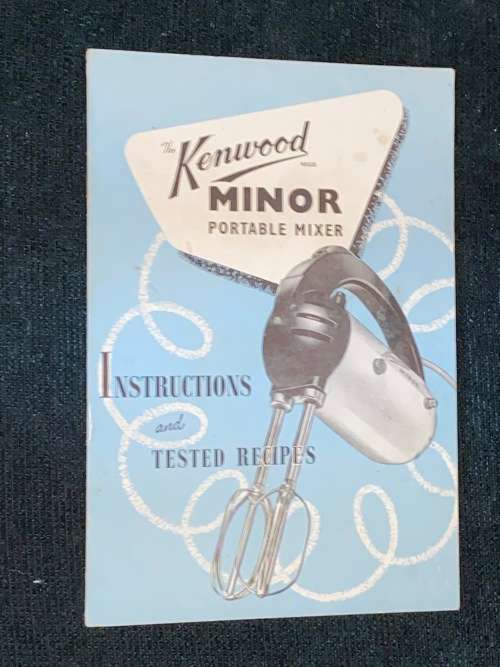 The
Kenwood
MINOR
PORTABLE MIXER
INSTRUCTIONS
and
TESTED RECIPES